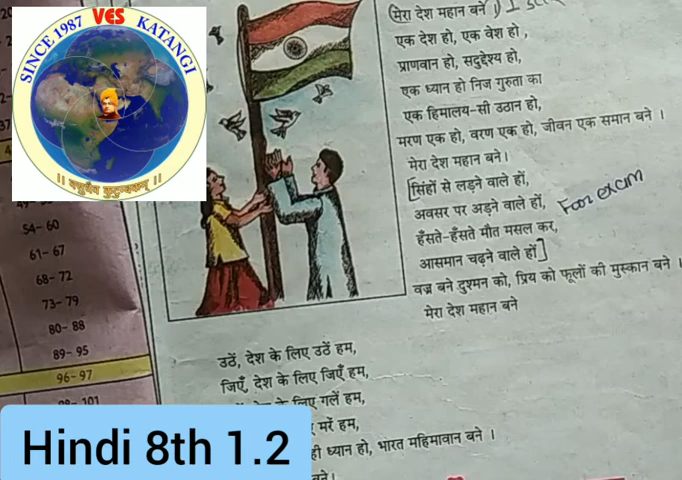 SINCE 1987 VES KATANGI
|| वसुधैव कुटुम्बकम् ||
54-60
61-67
68-72
73-79
80-88
89-95
96-97
मेरा देश महान बने
एक देश हो, एक वेश हो,
प्राणवान हो, सदुद्देश्य हो,
एक ध्यान हो निज गुरुता का
एक हिमालय-सी उठान हो,
मरण एक हो, वरण एक हो, जीवन एक समान बने ।
मेरा देश महान बने।
[सिंहों से लड़ने वाले हों,
अवसर पर अड़ने वाले हों,
For exam
हँसते-हँसते मौत मसल कर,
आसमान चढ़ने वाले हों]
वज्र बने दुश्मन को, प्रिय को फूलों की मुस्कान बने ।
मेरा देश महान बने
उठें, देश के लिए उठें हम,
जिएँ, देश के लिए जिएँ हम,
लिए गलें हम,
मरें हम,
ही ध्यान हो, भारत महिमावान बने ।
Hindi 8th 1.2